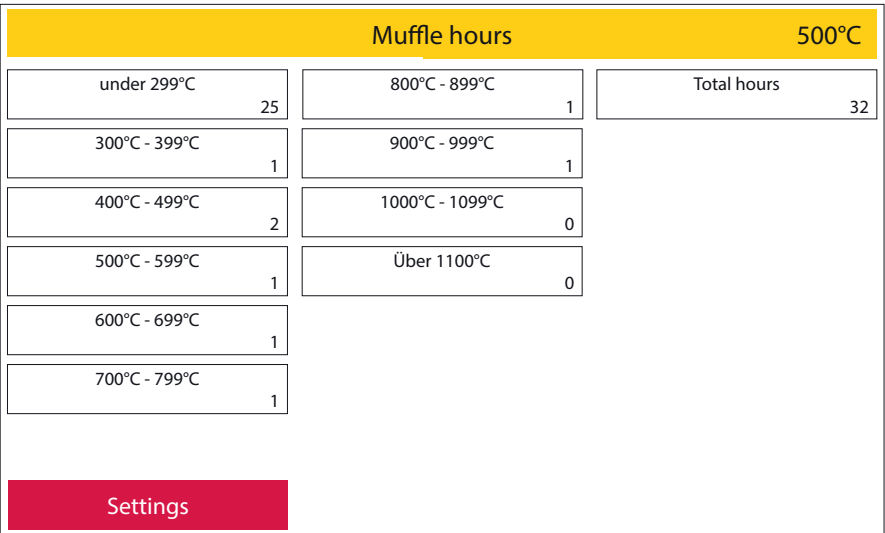 Muffle hours 500°C
under 299°C
25
300°C - 399°C
1
400°C - 499°C
2
500°C - 599°C
1
600°C - 699°C
1
700°C - 799°C
1
800°C - 899°C
1
900°C - 999°C
1
1000°C - 1099°C
0
Über 1100°C
0
Total hours
32
Settings